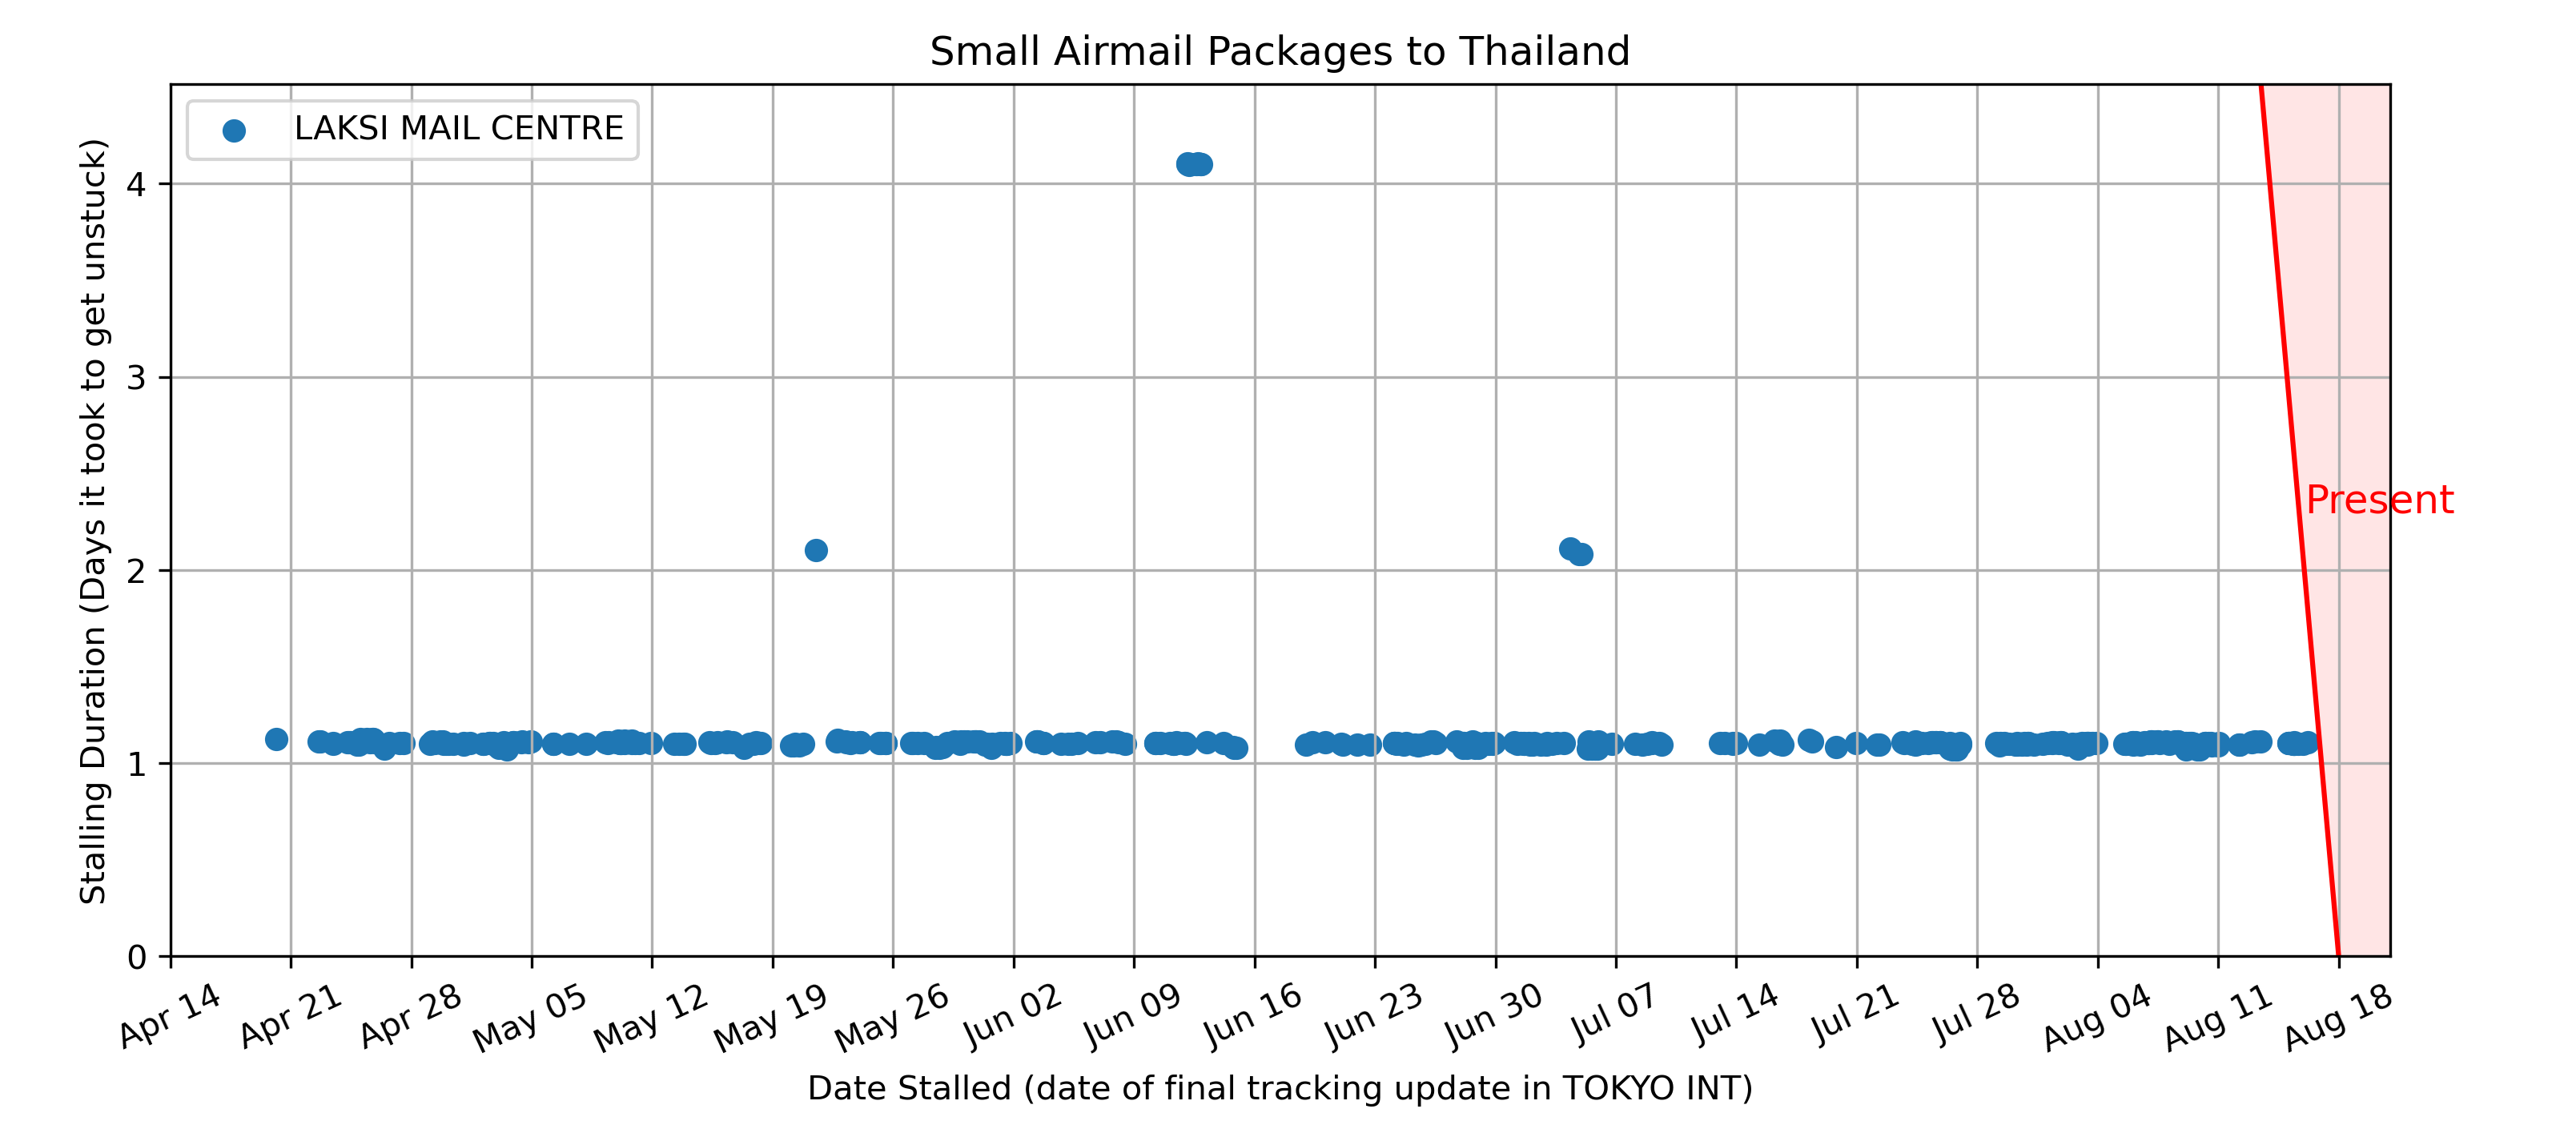 Small Airmail Packages to Thailand
LAKSI MAIL CENTRE
Stalling Duration (Days it took to get unstuck)
4
3
2
1
0
Present
Apr 14
Apr 21
Apr 28
May 05
May 12
May 19
May 26
Jun 02
Jun 09
Jun 16
Jun 23
Jun 30
Jul 07
Jul 14
Jul 21
Jul 28
Aug 04
Aug 11
Aug 18
Date Stalled (date of final tracking update in TOKYO INT)